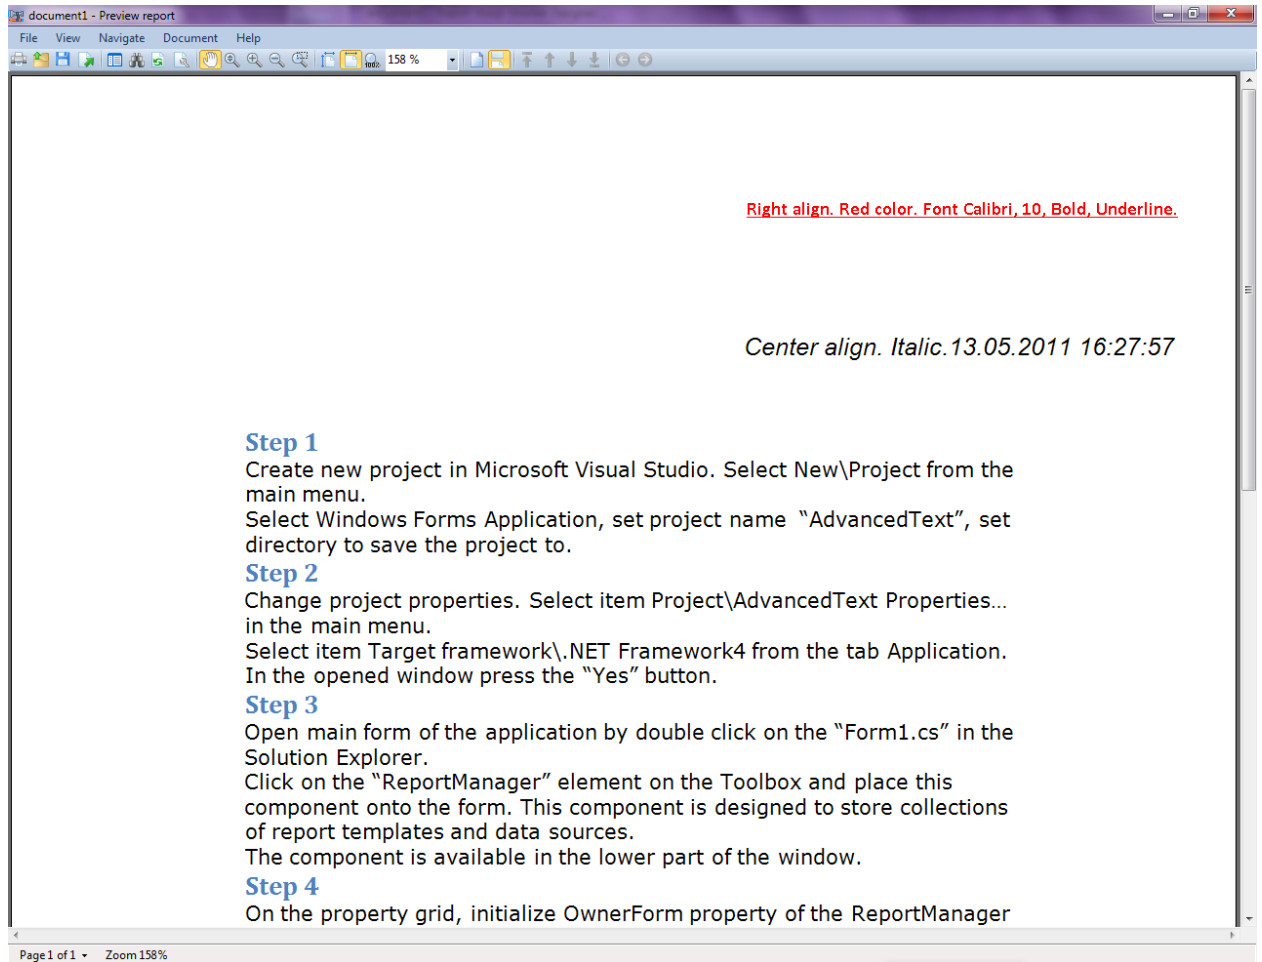 document1 - Preview report
File View Navigate Document Help
100% 158 %
Right align. Red color. Font Calibri, 10, Bold, Underline.
Center align. Italic.13.05.2011 16:27:57
Step 1
Create new project in Microsoft Visual Studio. Select New\Project from the
main menu.
Select Windows Forms Application, set project name “AdvancedText”, set
directory to save the project to.
Step 2
Change project properties. Select item Project\AdvancedText Properties…
in the main menu.
Select item Target framework\.NET Framework4 from the tab Application.
In the opened window press the “Yes” button.
Step 3
Open main form of the application by double click on the “Form1.cs” in the
Solution Explorer.
Click on the “ReportManager” element on the Toolbox and place this
component onto the form. This component is designed to store collections
of report templates and data sources.
The component is available in the lower part of the window.
Step 4
On the property grid, initialize OwnerForm property of the ReportManager
Page 1 of 1 Zoom 158%